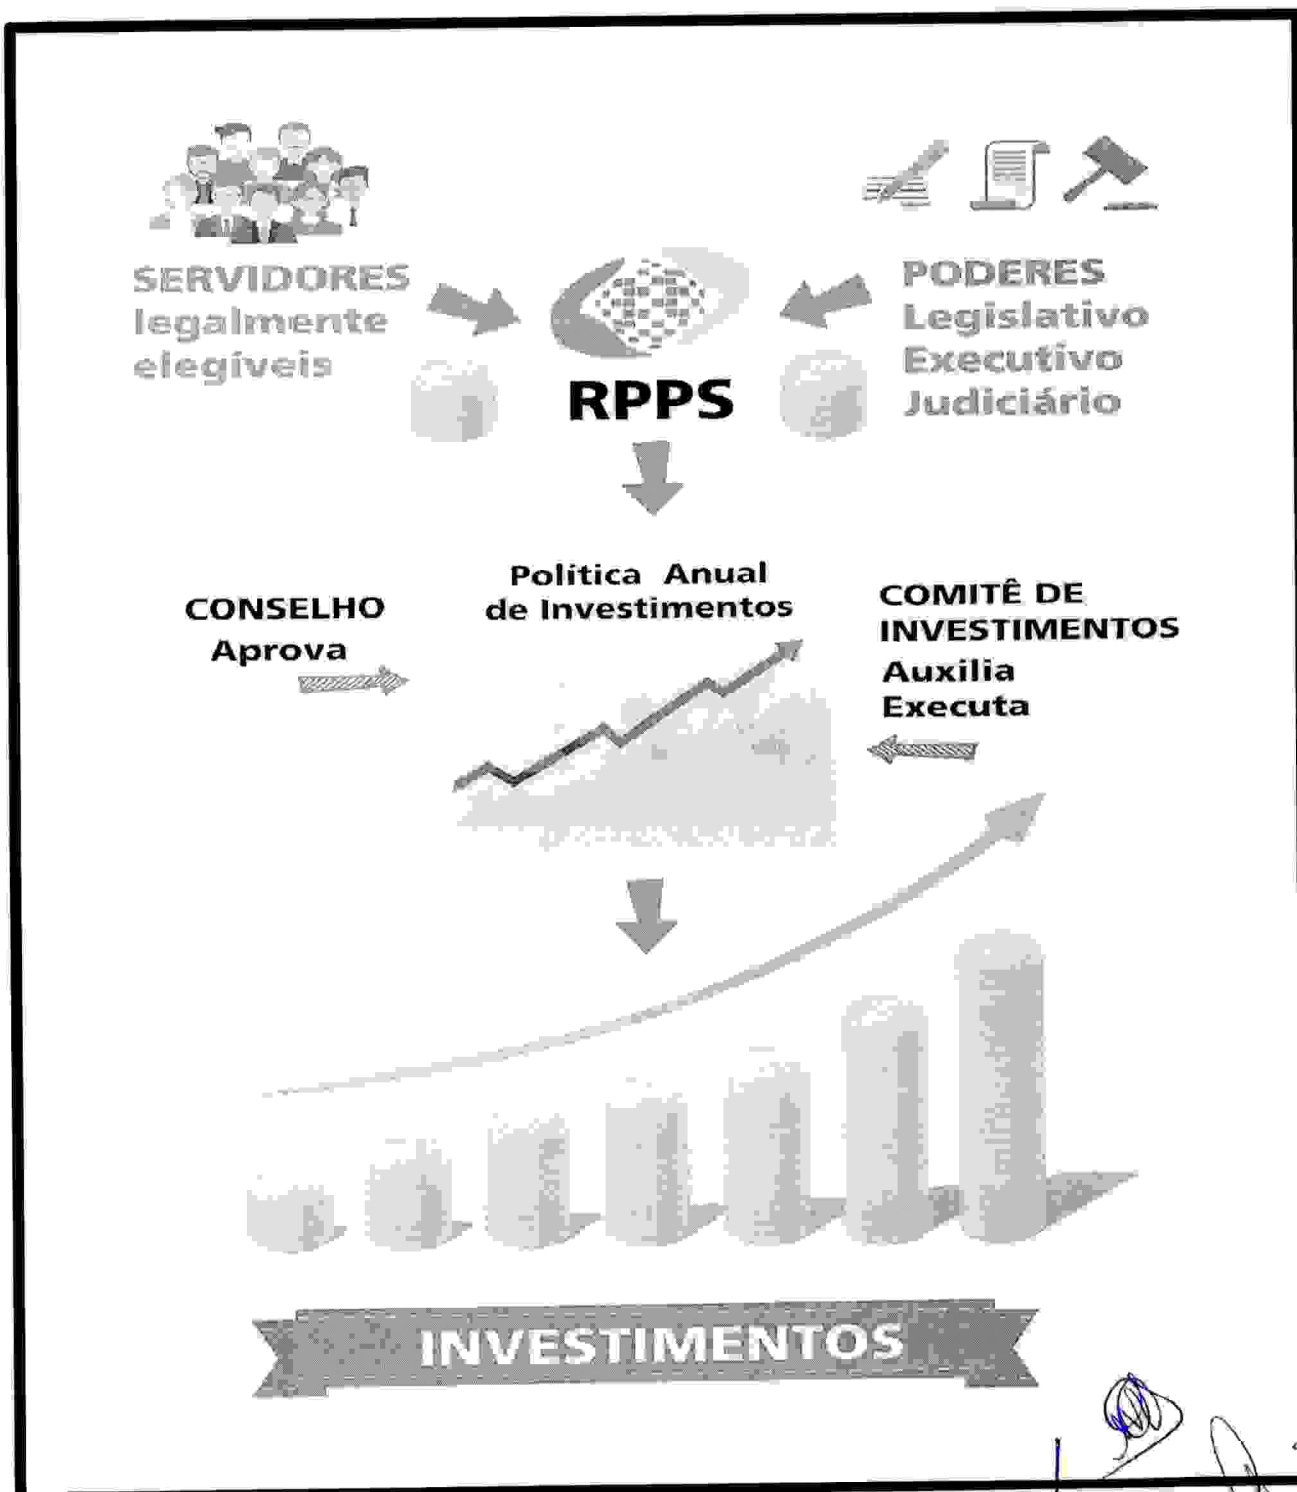 SERVIDORES
legalmente
elegíveis
RPPS
PODERES
Legislativo
Executivo
Judiciário
CONSELHO
Aprova
Política Anual
de Investimentos
COMITÊ DE
INVESTIMENTOS
Auxilia
Executa
INVESTIMENTOS